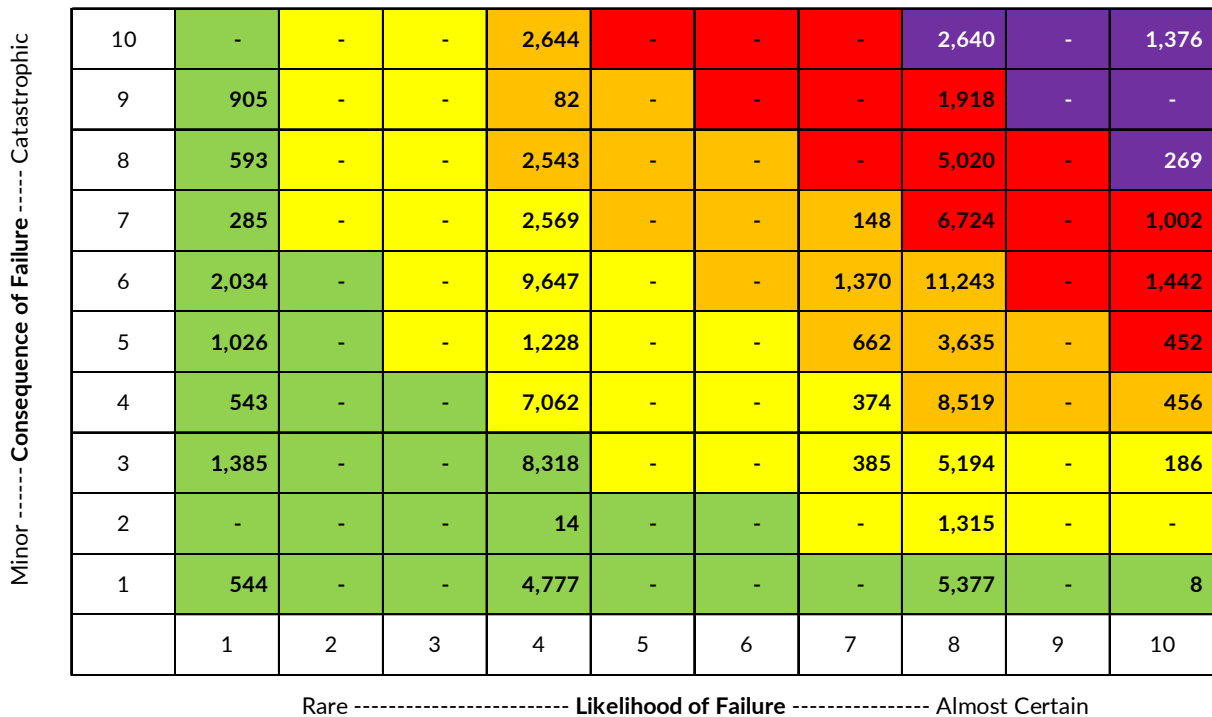 Minor ------ Consequence of Failure ----- Catastrophic
10 - - - 2,644 - - - 2,640 - 1,376
9 905 - - 82 - - - 1,918 - -
8 593 - - 2,543 - - - 5,020 - 269
7 285 - - 2,569 - - 148 6,724 - 1,002
6 2,034 - - 9,647 - - 1,370 11,243 - 1,442
5 1,026 - - 1,228 - - 662 3,635 - 452
4 543 - - 7,062 - - 374 8,519 - 456
3 1,385 - - 8,318 - - 385 5,194 - 186
2 - - - 14 - - - 1,315 - -
1 544 - - 4,777 - - - 5,377 - 8
1 2 3 4 5 6 7 8 9 10
Rare ------------------------ Likelihood of Failure --------------- Almost Certain